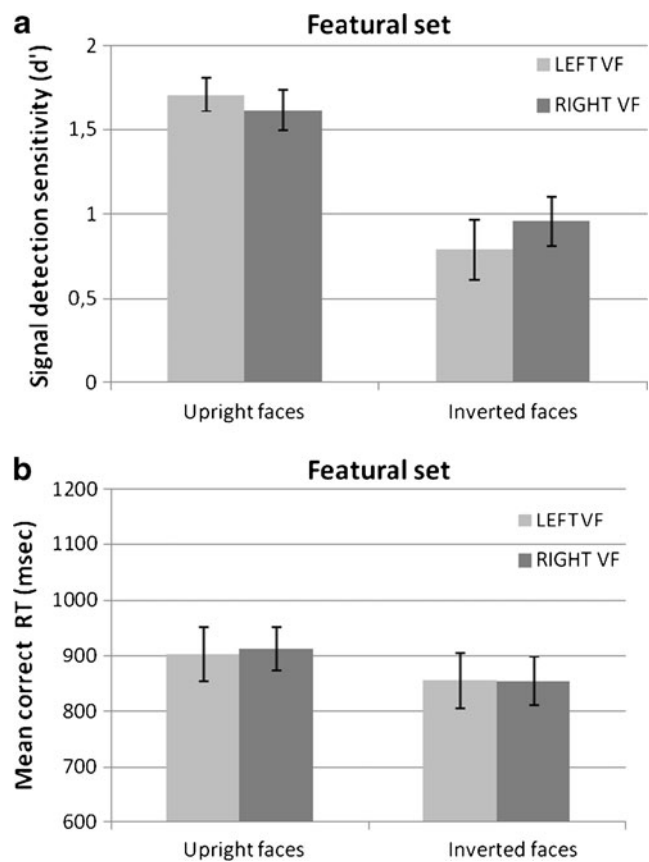 a
Featural set
Signal detection sensitivity (d')
2
1,5
1
0,5
0
LEFT VF
RIGHT VF
Upright faces
Inverted faces
b
Featural set
Mean correct RT (msec)
1200
1100
1000
900
800
700
600
LEFT VF
RIGHT VF
Upright faces
Inverted faces